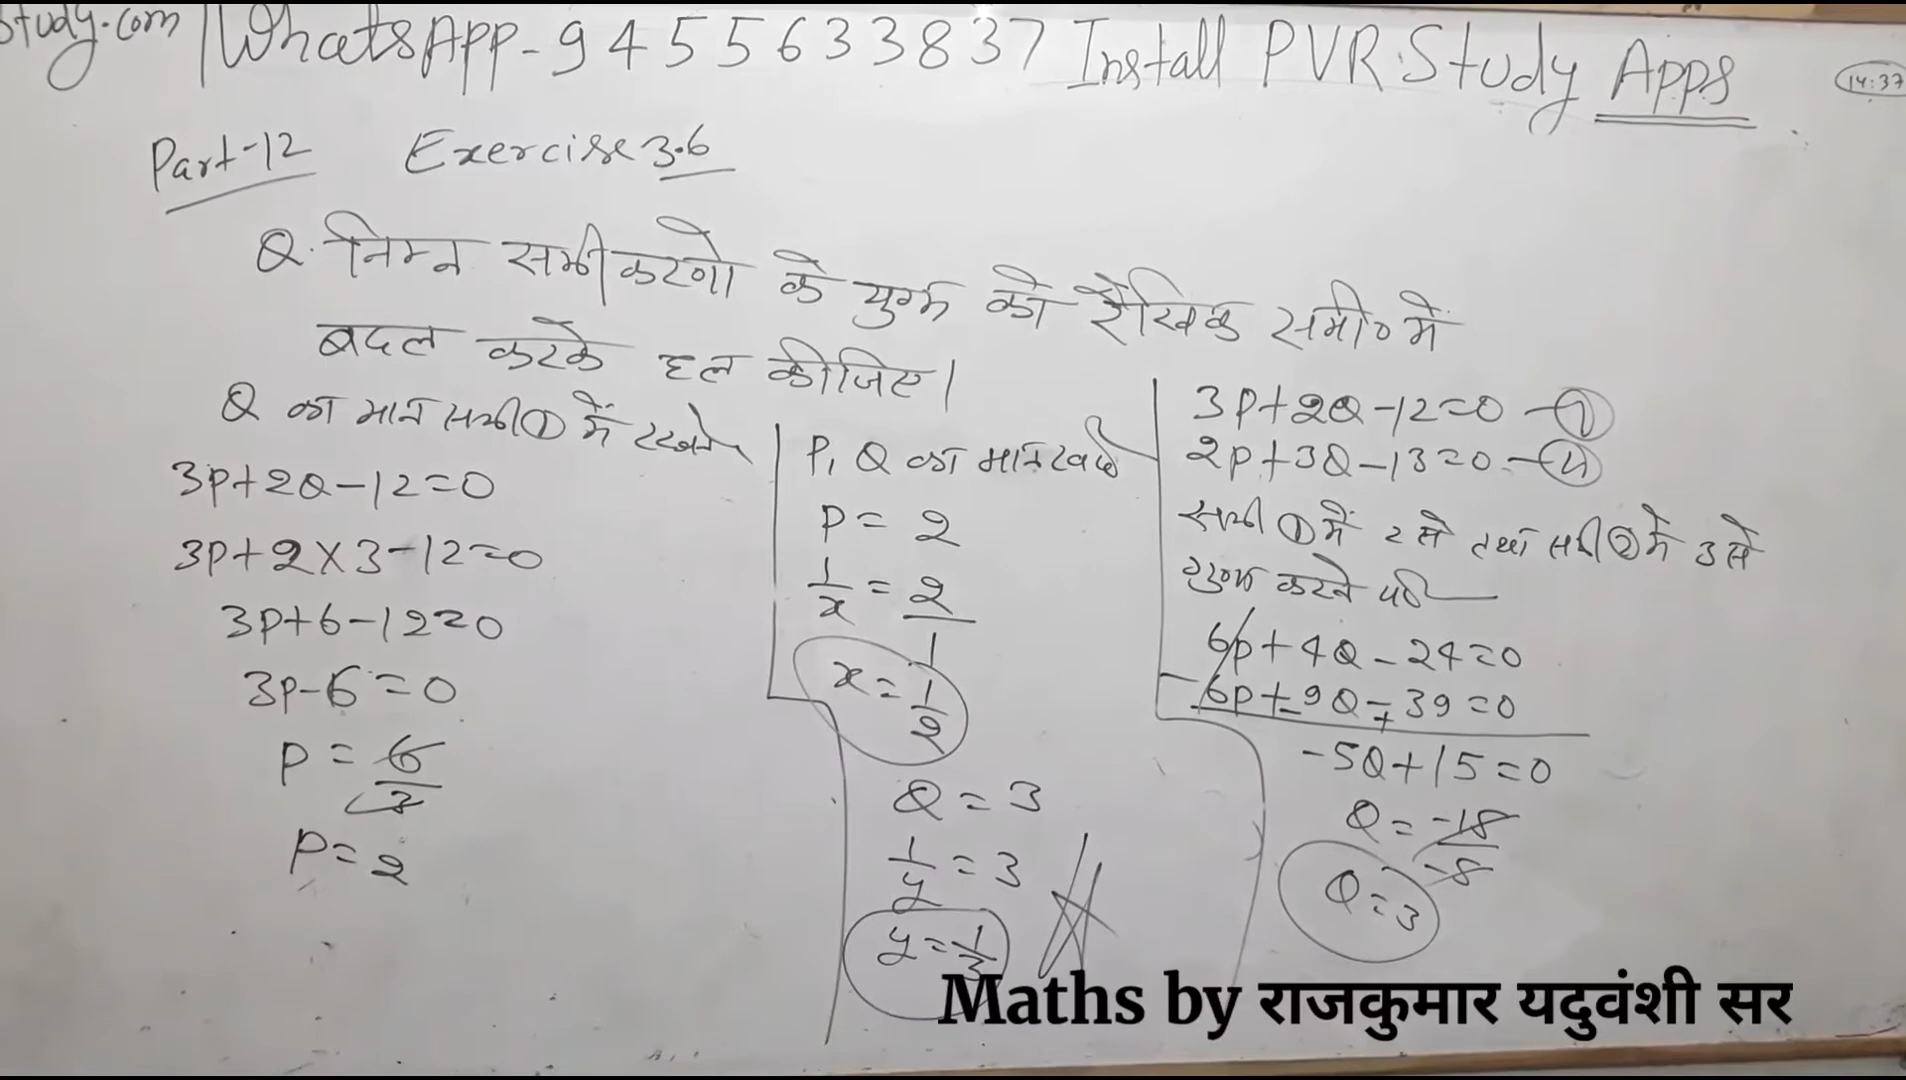 study.com | WhatsApp-9455633837 Install PVR Study Apps
14:37
Part-12 Exercise 3.6
Q. निम्न समीकरणो के युग्म को रैखिक समी० में
बदल करके हल कीजिए।
Q का मान समी① में रखने
3P+2Q-12=0
3P+2×3-12=0
3P+6-12=0
3P-6=0
P=6/3
P=2
P, Q का मान रखने
P=2
1/x=2/1
x=1/2
Q=3
1/y=3
y=1/3
3P+2Q-12=0 -①
2P+3Q-13=0 -②
समी①में 2 से तथा समी②में 3 से
गुणा करने पर
6P+4Q-24=0
6P+9Q-39=0
- - +
-5Q+15=0
Q=-15/-5
Q=3
Maths by राजकुमार यदुवंशी सर